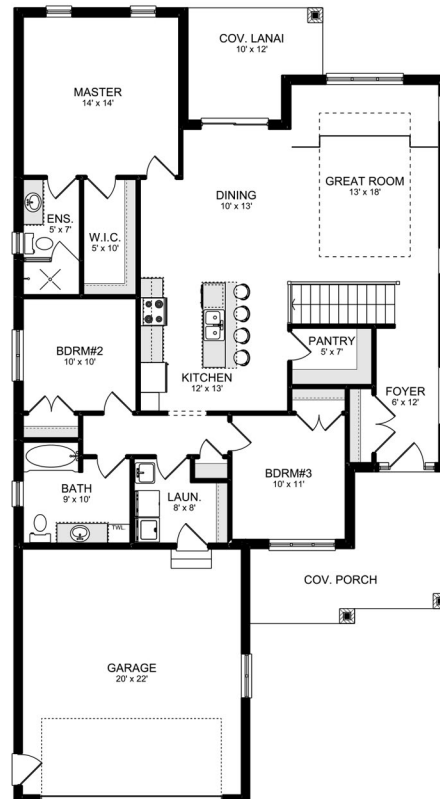 COV. LANAI
10' x 12'
MASTER
14' x 14'
GREAT ROOM
13' x 18'
DINING
10' x 13'
ENS.
5' x 7'
W.I.C.
5' x 10'
BDRM#2
10' x 10'
PANTRY
5' x 7'
KITCHEN
12' x 13'
FOYER
6' x 12'
BDRM#3
10' x 11'
BATH
9' x 10'
LAUN.
8' x 8'
TWL.
COV. PORCH
GARAGE
20' x 22'